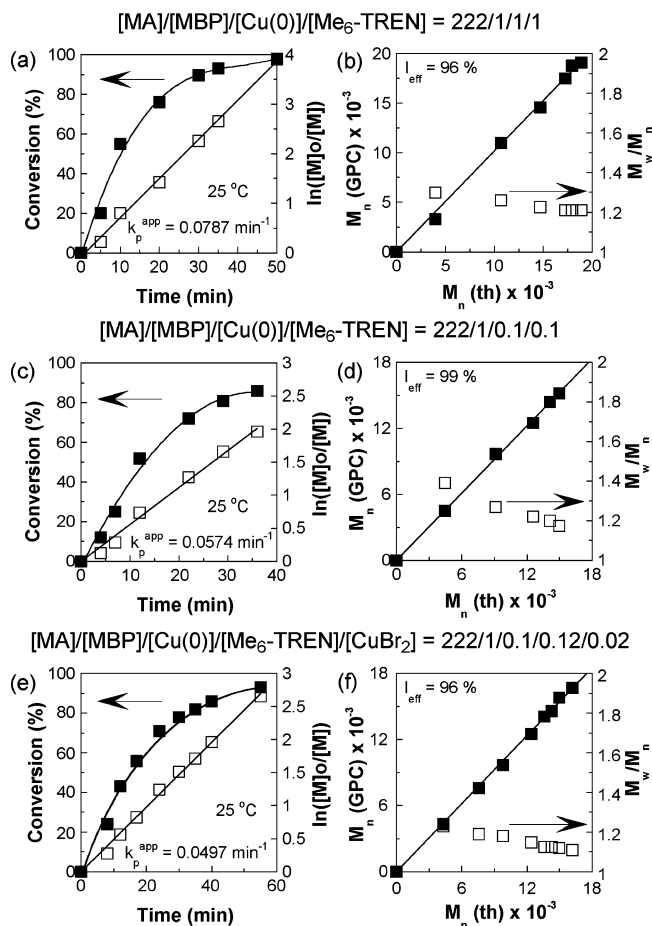 [MA]/[MBP]/[Cu(0)]/[Me6-TREN] = 222/1/1/1
(a)
100
80
60
40
20
0
Conversion (%)
4
3
2
1
0
ln([M]o/[M])
25 °C
kp^app = 0.0787 min-1
0 10 20 30 40 50
Time (min)
(b)
20
15
10
5
0
Mn (GPC) x 10-3
Ieff = 96 %
2
1.8
1.6
1.4
1.2
1
Mw/Mn
0 5 10 15 20
Mn (th) x 10-3
[MA]/[MBP]/[Cu(0)]/[Me6-TREN] = 222/1/0.1/0.1
(c)
100
80
60
40
20
0
Conversion (%)
3
2.5
2
1.5
1
0.5
0
ln([M]o/[M])
25 °C
kp^app = 0.0574 min-1
0 10 20 30 40
Time (min)
(d)
18
12
6
0
Mn (GPC) x 10-3
Ieff = 99 %
2
1.8
1.6
1.4
1.2
1
Mw/Mn
0 6 12 18
Mn (th) x 10-3
[MA]/[MBP]/[Cu(0)]/[Me6-TREN]/[CuBr2] = 222/1/0.1/0.12/0.02
(e)
100
80
60
40
20
0
Conversion (%)
3
2.5
2
1.5
1
0.5
0
ln([M]o/[M])
25 °C
kp^app = 0.0497 min-1
0 20 40 60
Time (min)
(f)
18
12
6
0
Mn (GPC) x 10-3
Ieff = 96 %
2
1.8
1.6
1.4
1.2
1
Mw/Mn
0 6 12 18
Mn (th) x 10-3